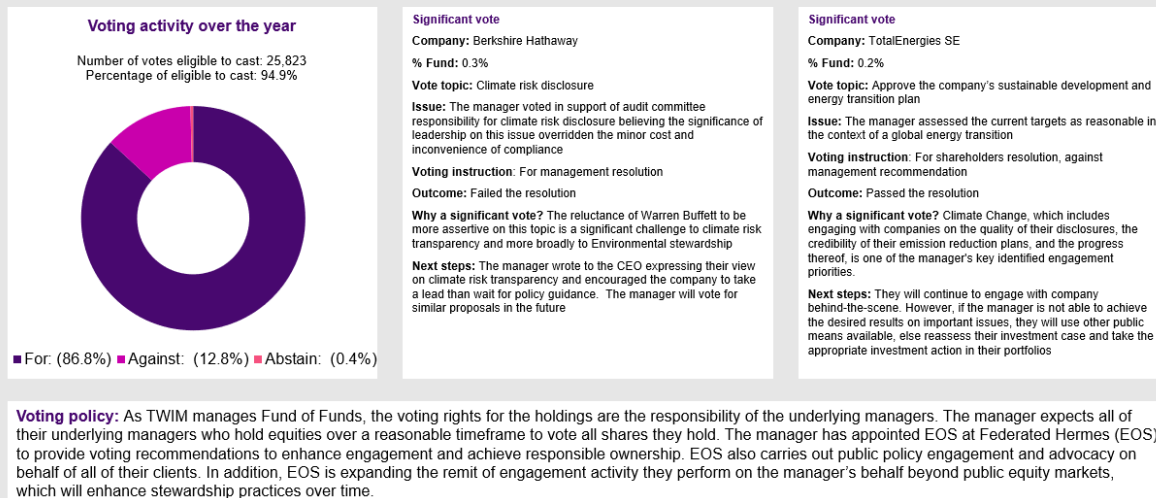 Voting activity over the year
Number of votes eligible to cast: 25,823
Percentage of eligible to cast: 94.9%
For: (86.8%) Against: (12.8%) Abstain: (0.4%)
Significant vote
Company: Berkshire Hathaway
% Fund: 0.3%
Vote topic: Climate risk disclosure
Issue: The manager voted in support of audit committee
responsibility for climate risk disclosure believing the significance of
leadership on this issue overridden the minor cost and
inconvenience of compliance
Voting instruction: For management resolution
Outcome: Failed the resolution
Why a significant vote? The reluctance of Warren Buffett to be
more assertive on this topic is a significant challenge to climate risk
transparency and more broadly to Environmental stewardship
Next steps: The manager wrote to the CEO expressing their view
on climate risk transparency and encouraged the company to take
a lead than wait for policy guidance. The manager will vote for
similar proposals in the future
Significant vote
Company: TotalEnergies SE
% Fund: 0.2%
Vote topic: Approve the company's sustainable development and
energy transition plan
Issue: The manager assessed the current targets as reasonable in
the context of a global energy transition
Voting instruction: For shareholders resolution, against
management recommendation
Outcome: Passed the resolution
Why a significant vote? Climate Change, which includes
engaging with companies on the quality of their disclosures, the
credibility of their emission reduction plans, and the progress
thereof, is one of the manager's key identified engagement
priorities.
Next steps: They will continue to engage with company
behind-the-scene. However, if the manager is not able to achieve
the desired results on important issues, they will use other public
means available, else reassess their investment case and take the
appropriate investment action in their portfolios
Voting policy: As TWIM manages Fund of Funds, the voting rights for the holdings are the responsibility of the underlying managers. The manager expects all of
their underlying managers who hold equities over a reasonable timeframe to vote all shares they hold. The manager has appointed EOS at Federated Hermes (EOS)
to provide voting recommendations to enhance engagement and achieve responsible ownership. EOS also carries out public policy engagement and advocacy on
behalf of all of their clients. In addition, EOS is expanding the remit of engagement activity they perform on the manager's behalf beyond public equity markets,
which will enhance stewardship practices over time.